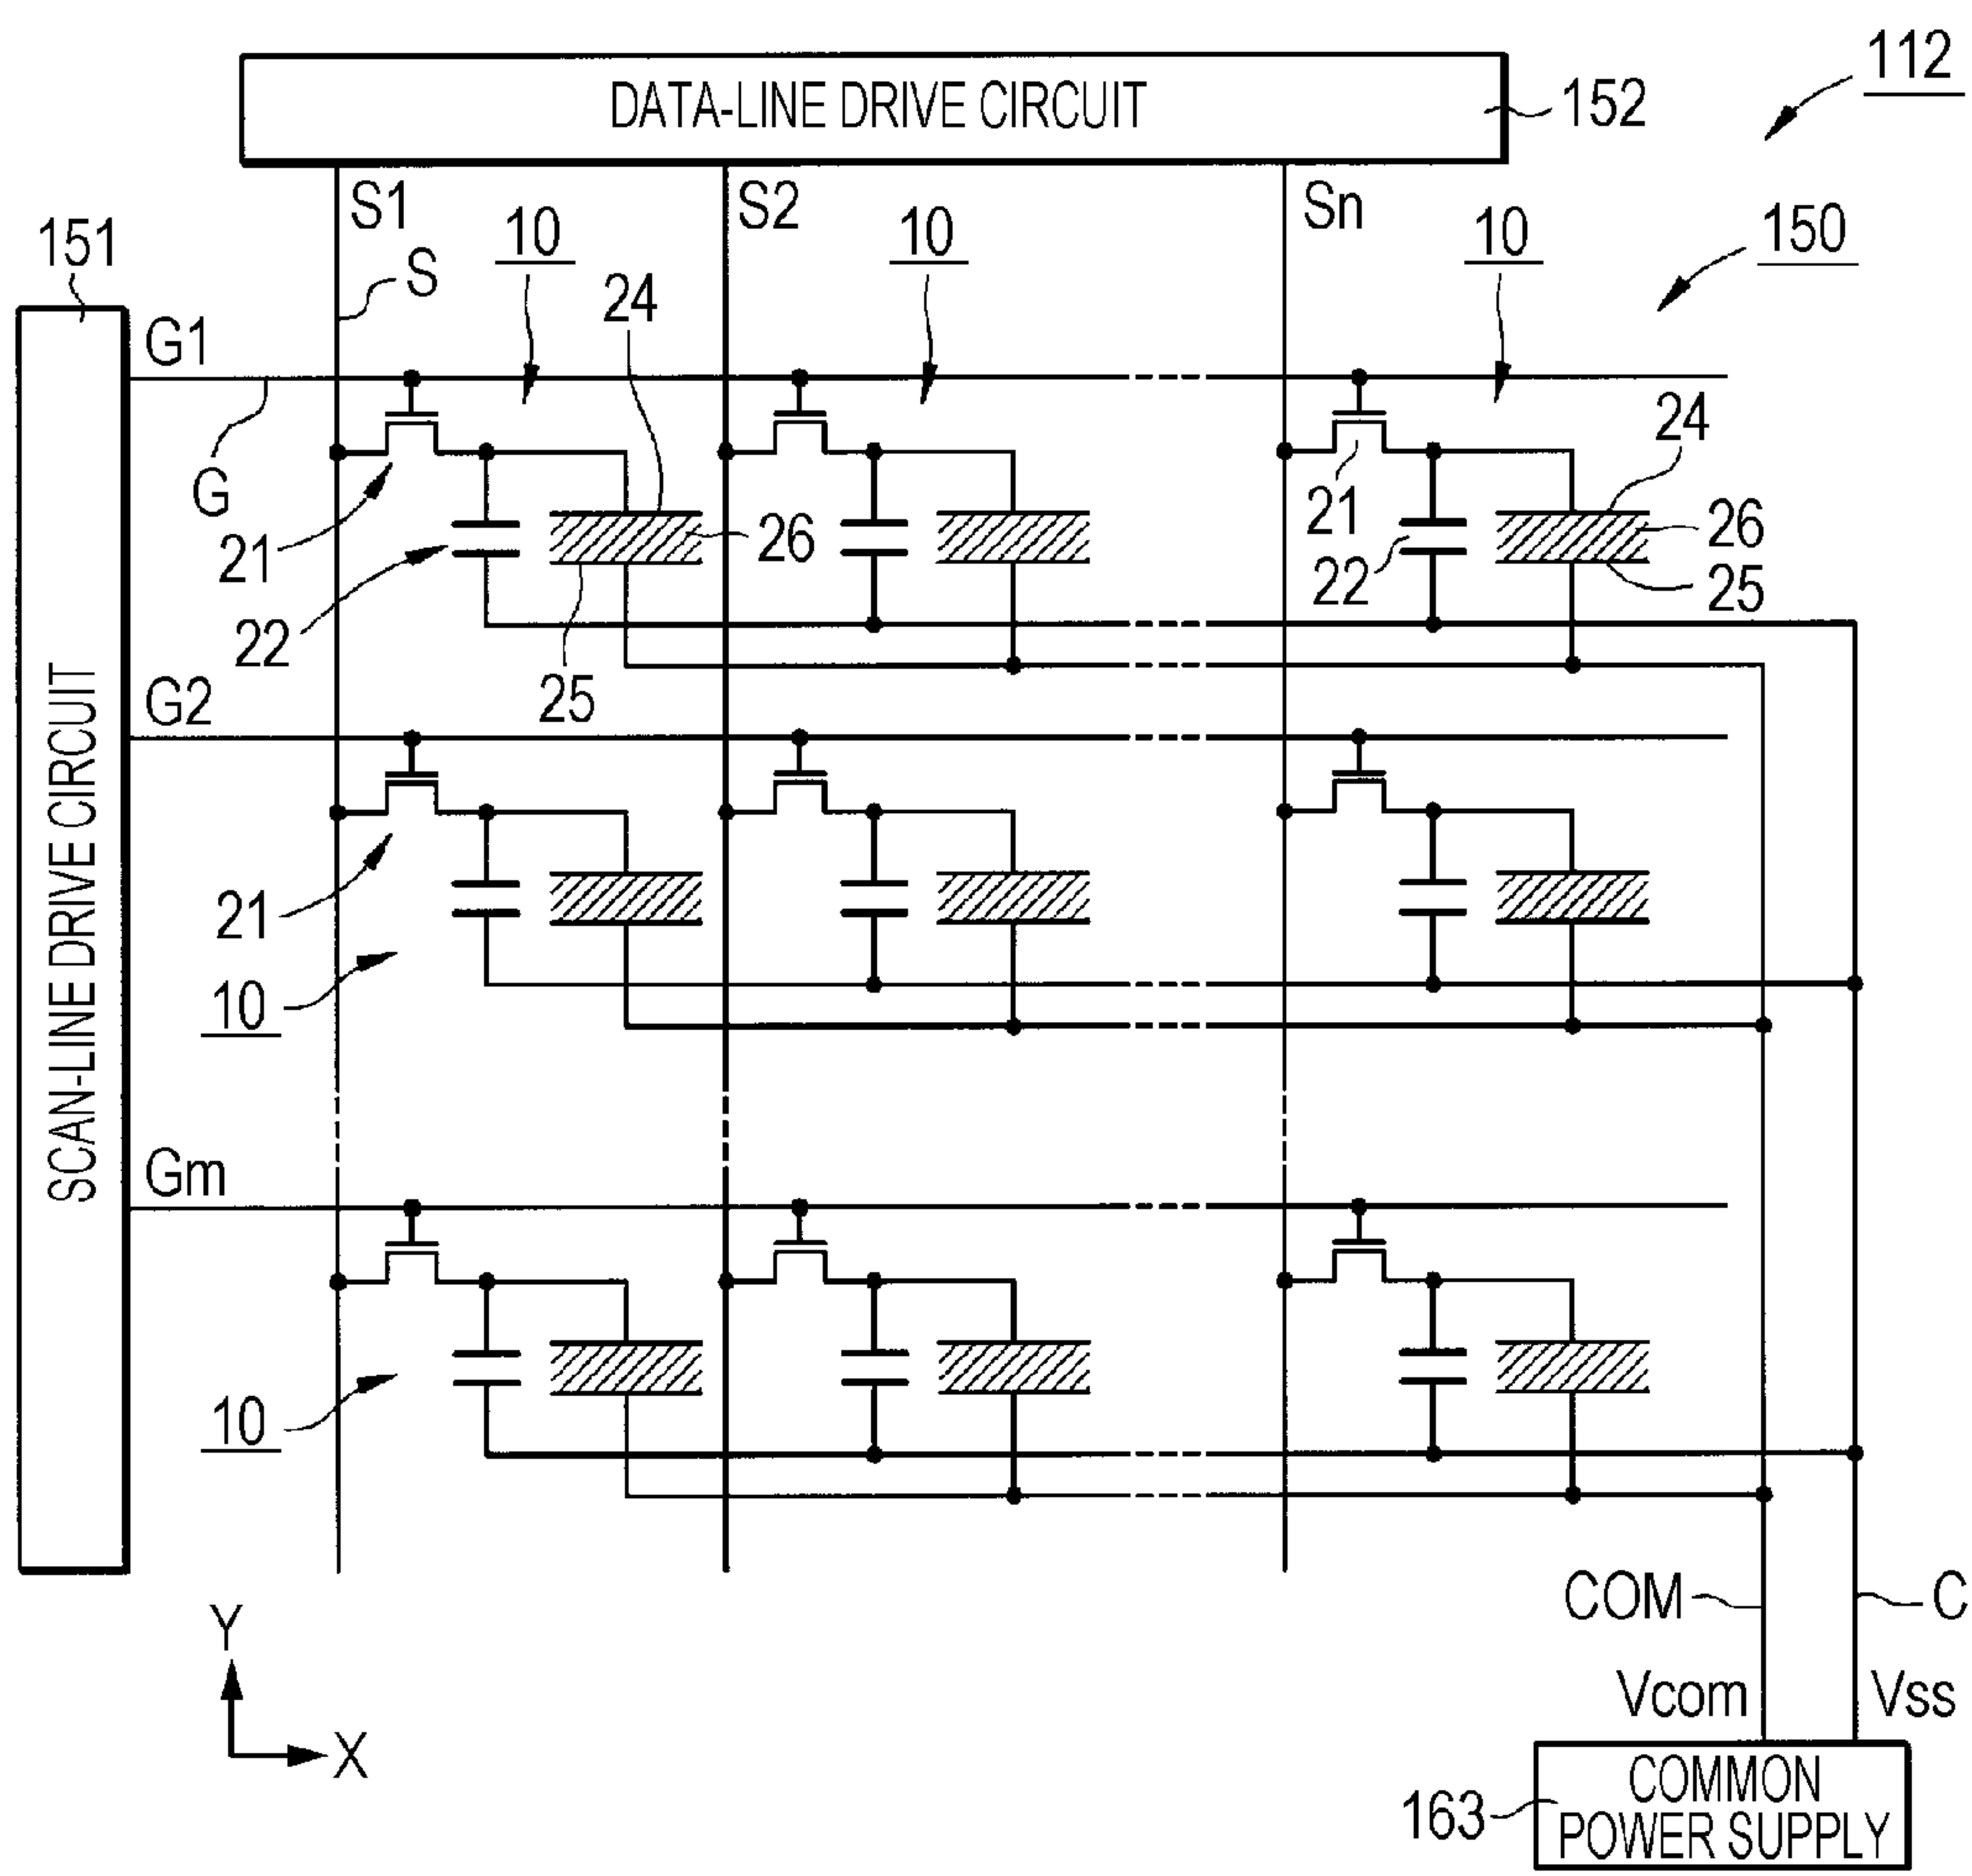 112
DATA-LINE DRIVE CIRCUIT
152
S1
S2
Sn
10
10
10
150
151
S
24
G1
24
G
21
26
21
26
22
22
25
25
SCAN-LINE DRIVE CIRCUIT
G2
21
10
Gm
10
COM
C
Y
X
Vcom
Vss
163
COMMON
POWER SUPPLY